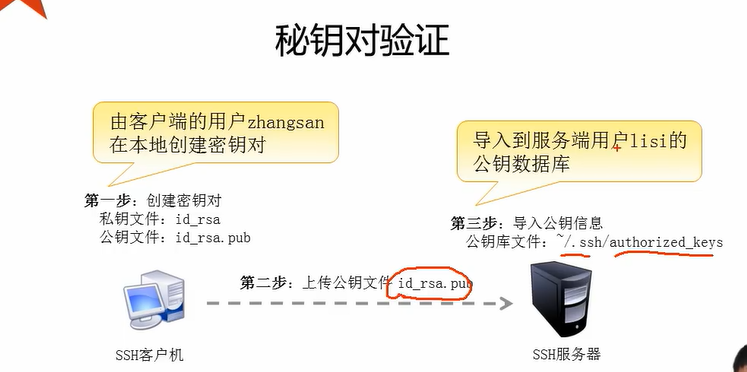 秘钥对验证
由客户端的用户zhangsan
在本地创建密钥对
导入到服务端用户lisi的
公钥数据库
第一步：创建密钥对
私钥文件：id_rsa
公钥文件：id_rsa.pub
第三步：导入公钥信息
公钥库文件：~/.ssh/authorized_keys
第二步：上传公钥文件 id_rsa.pub
SSH客户机
SSH服务器